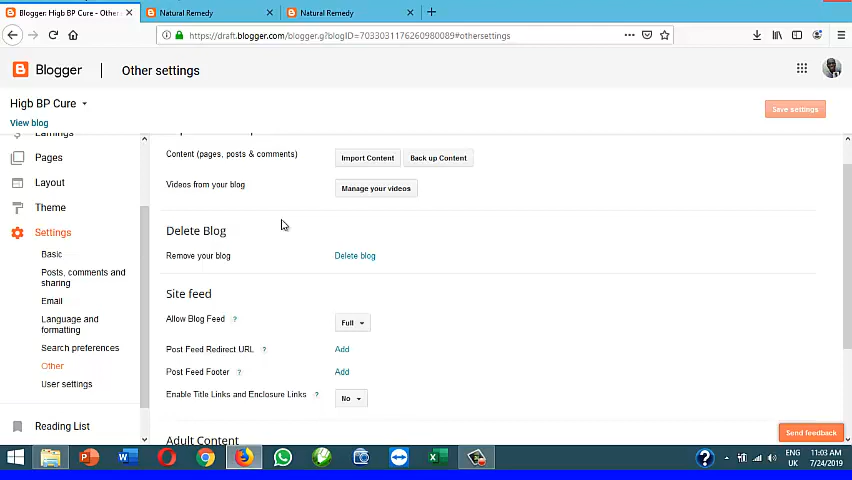 Blogger: Higb BP Cure - Other
Natural Remedy
Natural Remedy
https://draft.blogger.com/blogger.g?blogID=7033031176260980089#othersettings
Blogger
Other settings
Higb BP Cure
Save settings
View blog
Earnings
Pages
Layout
Theme
Settings
Basic
Posts, comments and
sharing
Email
Language and
formatting
Search preferences
Other
User settings
Reading List
Content (pages, posts & comments)
Import Content
Back up Content
Videos from your blog
Manage your videos
Delete Blog
Remove your blog
Delete blog
Site feed
Allow Blog Feed ?
Full
Post Feed Redirect URL ?
Add
Post Feed Footer ?
Add
Enable Title Links and Enclosure Links ?
No
Adult Content
Send feedback
ENG
UK
11:03 AM
7/24/2019